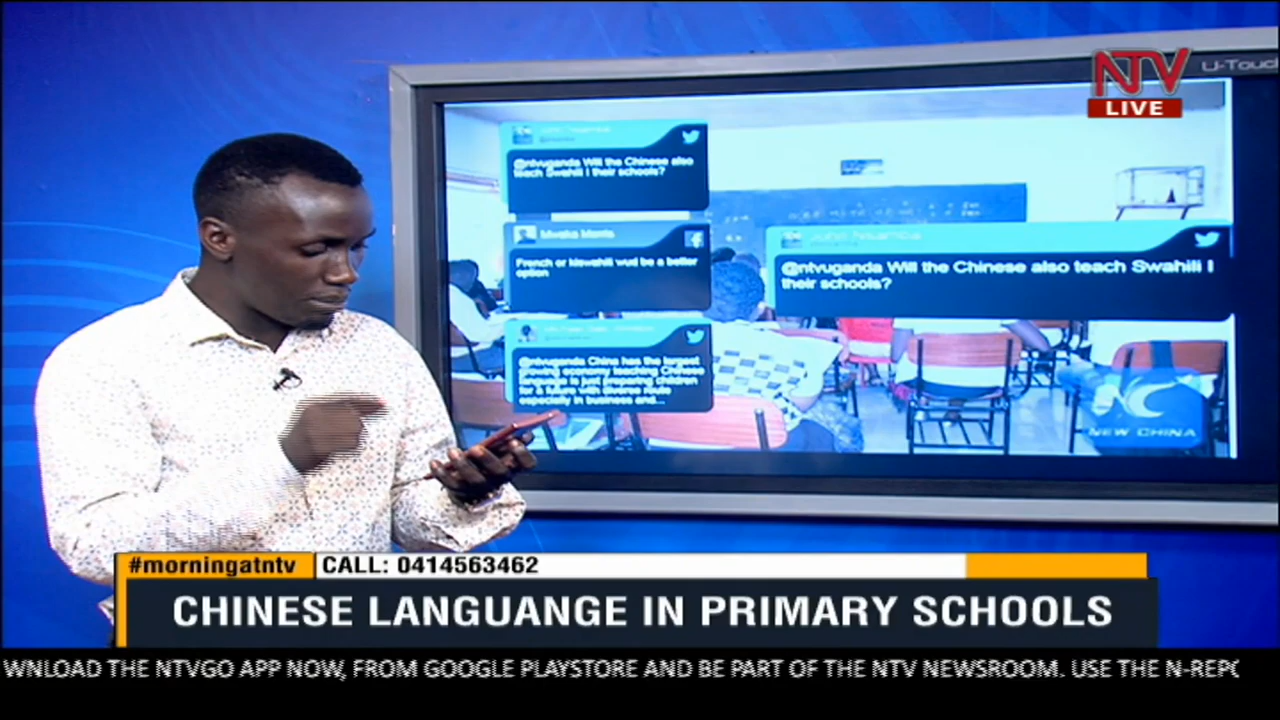 NTV
LIVE
U-Touch
@ntvuganda Will the Chinese also
teach Swahili I their schools?
Mwaka Morris
French or kiswahili wud be a better
option
@ntvuganda China has the largest
growing economy teaching Chinese
language is just preparing children
for a future with diverse
especially in business and...
@ntvuganda Will the Chinese also teach Swahili I
their schools?
NEW CHINA
#morningatntv
CALL: 0414563462
CHINESE LANGUANGE IN PRIMARY SCHOOLS
WNLOAD THE NTVGO APP NOW, FROM GOOGLE PLAYSTORE AND BE PART OF THE NTV NEWSROOM. USE THE N-REPO